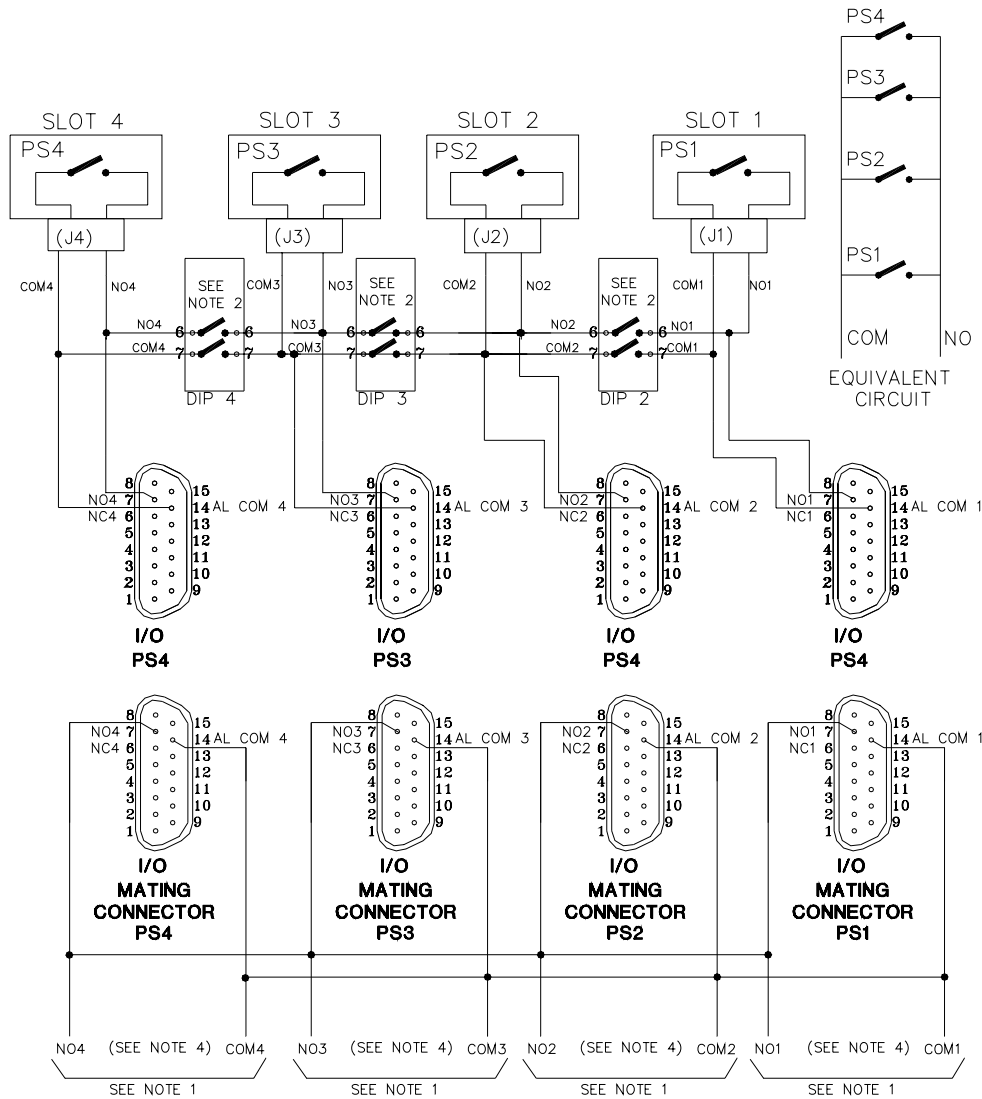 PS4
PS3
PS2
PS1
COM NO
EQUIVALENT
CIRCUIT
SLOT 4 SLOT 3 SLOT 2 SLOT 1
PS4 PS3 PS2 PS1
(J4) (J3) (J2) (J1)
COM4 NO4 SEE NOTE 2 COM3 NO3 SEE NOTE 2 COM2 NO2 SEE NOTE 2 COM1 NO1
NO4 6 6 NO3 6 6 NO2 6 6 NO1
COM4 7 7 COM3 7 7 COM2 7 7 COM1
DIP 4 DIP 3 DIP 2
8 15 8 15 8 15 8 15
NO4 7 14 AL COM 4 NO3 7 14 AL COM 3 NO2 7 14 AL COM 2 NO1 7 14 AL COM 1
NC4 6 13 NC3 6 13 NC2 6 13 NC1 6 13
5 12 5 12 5 12 5 12
4 11 4 11 4 11 4 11
3 10 3 10 3 10 3 10
2 9 2 9 2 9 2 9
1 1 1 1
I/O I/O I/O I/O
PS4 PS3 PS4 PS4
8 15 8 15 8 15 8 15
NO4 7 14 AL COM 4 NO3 7 14 AL COM 3 NO2 7 14 AL COM 2 NO1 7 14 AL COM 1
NC4 6 13 NC3 6 13 NC2 6 13 NC1 6 13
5 12 5 12 5 12 5 12
4 11 4 11 4 11 4 11
3 10 3 10 3 10 3 10
2 9 2 9 2 9 2 9
1 1 1 1
I/O I/O I/O I/O
MATING MATING MATING MATING
CONNECTOR CONNECTOR CONNECTOR CONNECTOR
PS4 PS3 PS2 PS1
NO4 (SEE NOTE 4) COM4 NO3 (SEE NOTE 4) COM3 NO2 (SEE NOTE 4) COM2 NO1 (SEE NOTE 4) COM1
SEE NOTE 1 SEE NOTE 1 SEE NOTE 1 SEE NOTE 1